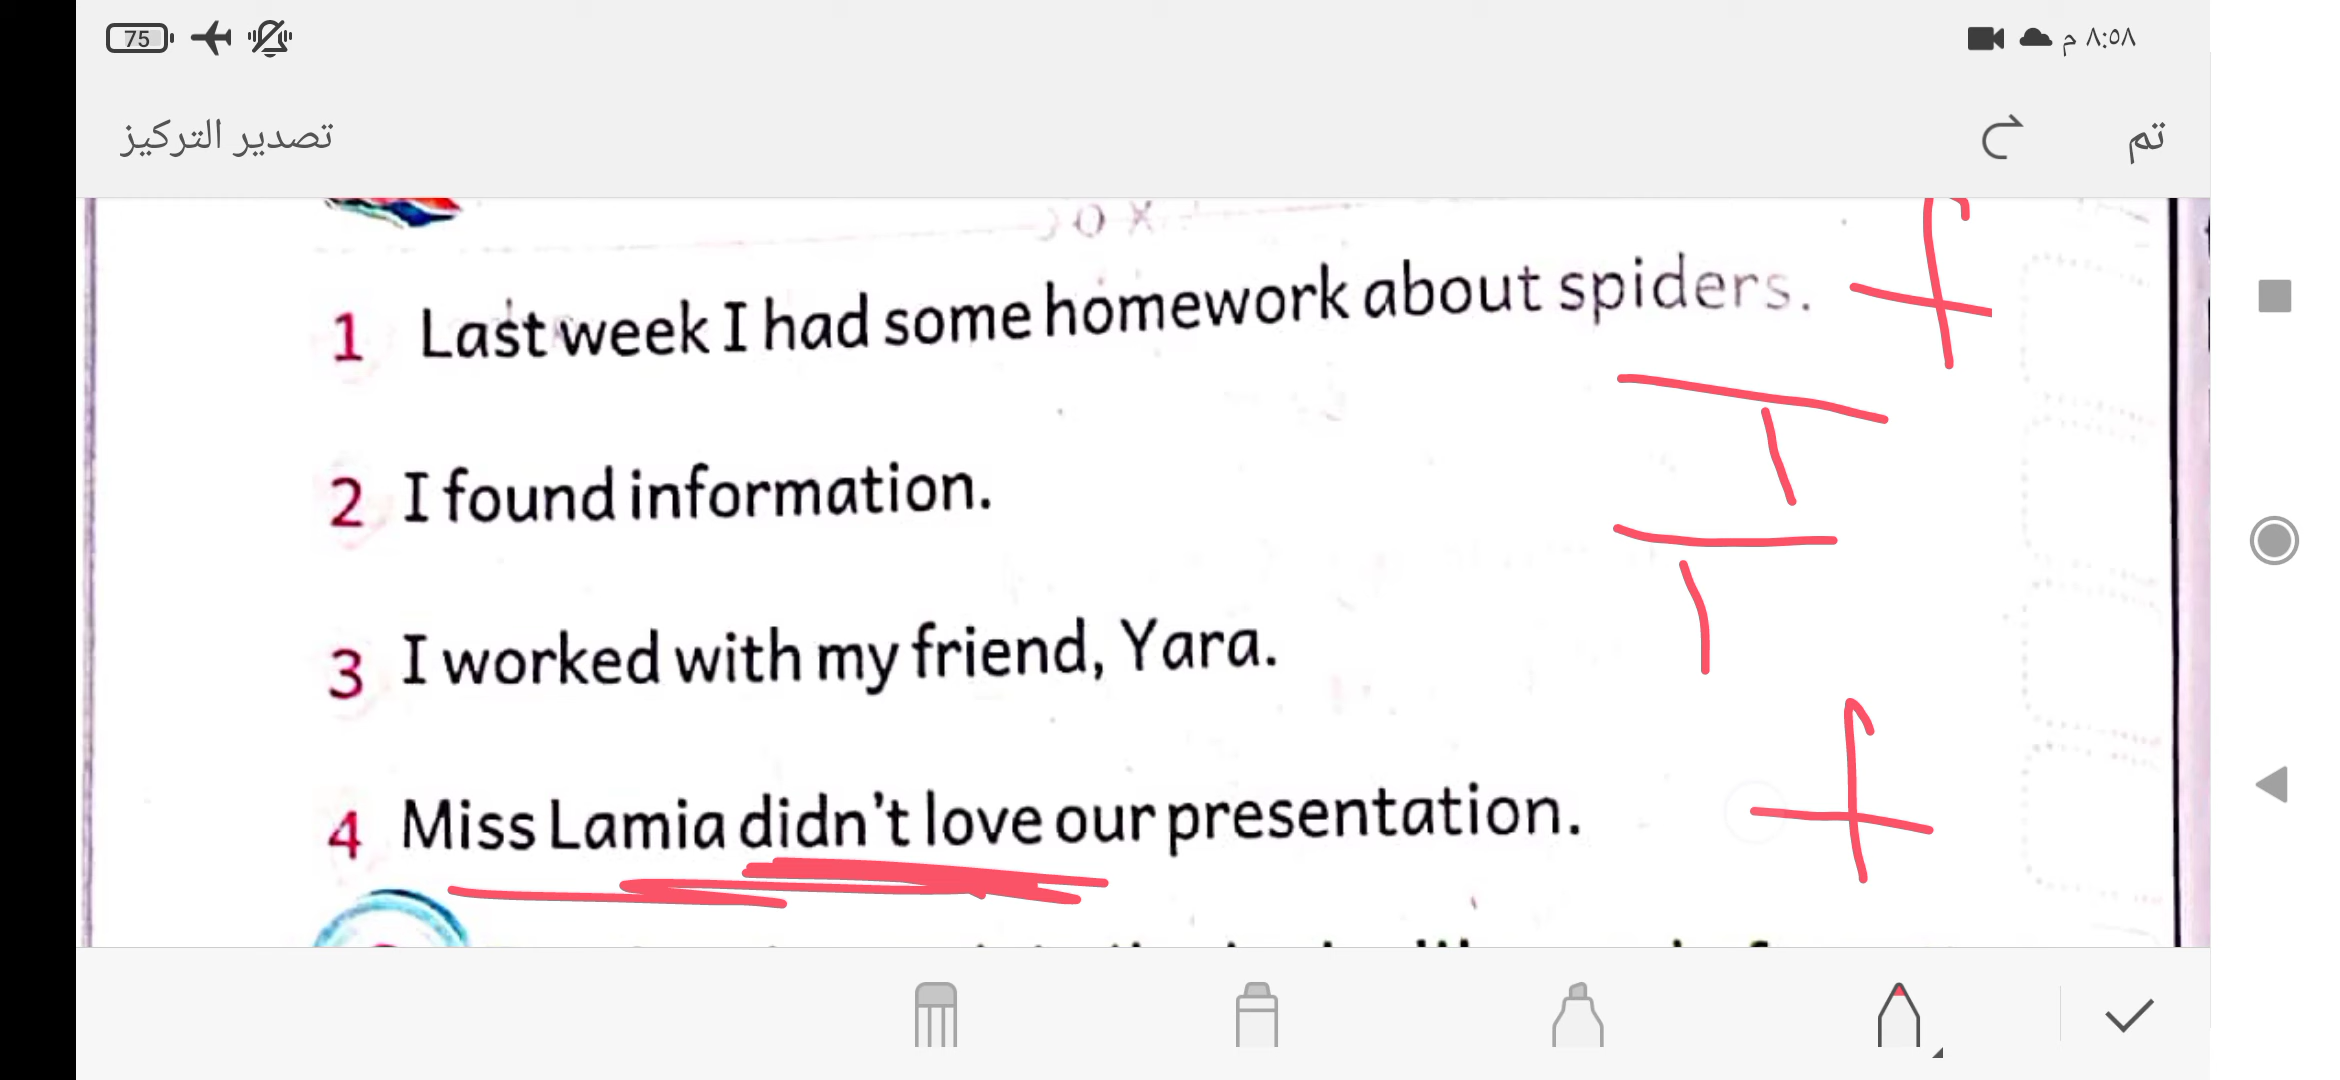 75
م ٨:٥٨
تصدير التركيز
تم
1 Last week I had some homework about spiders. f
T
2 I found information.
T
3 I worked with my friend, Yara.
4 Miss Lamia didn't love our presentation. f